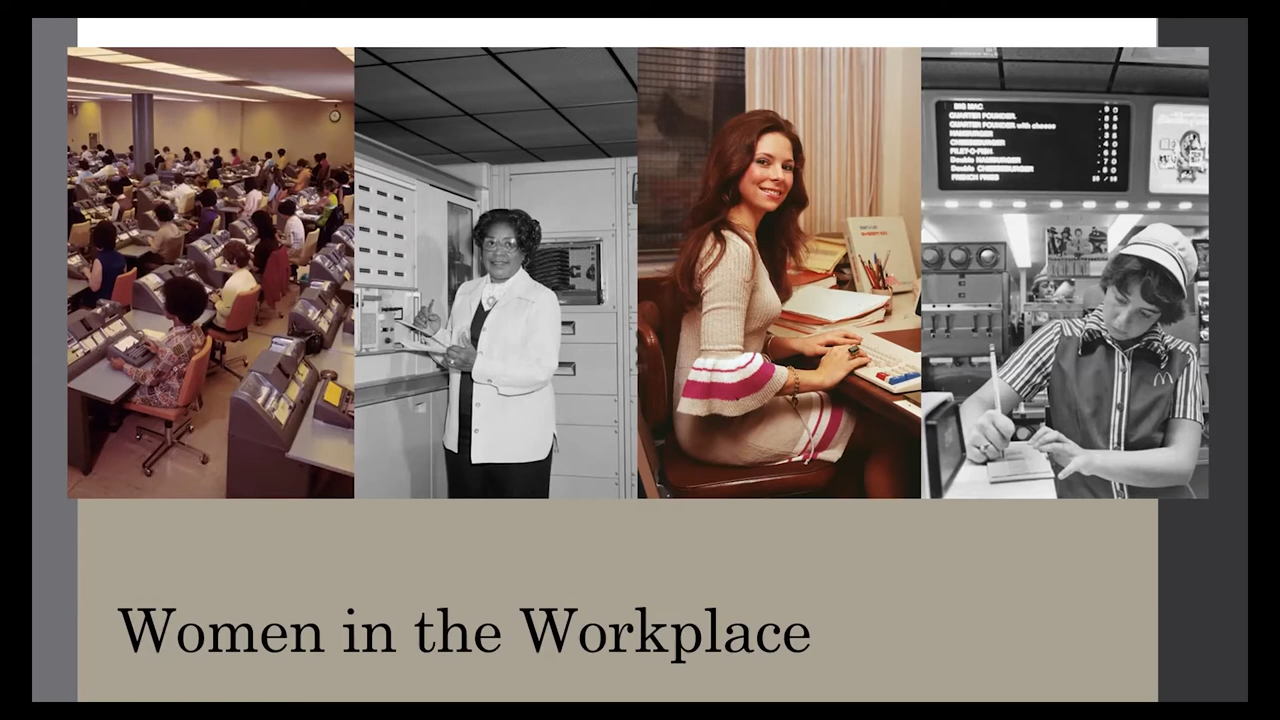 BIG MAC
QUARTER POUNDER
QUARTER POUNDER with cheese
HAMBURGER
CHEESEBURGER
FILET-O-FISH
Double HAMBURGER
Double CHEESEBURGER
FRENCH FRIES
Women in the Workplace